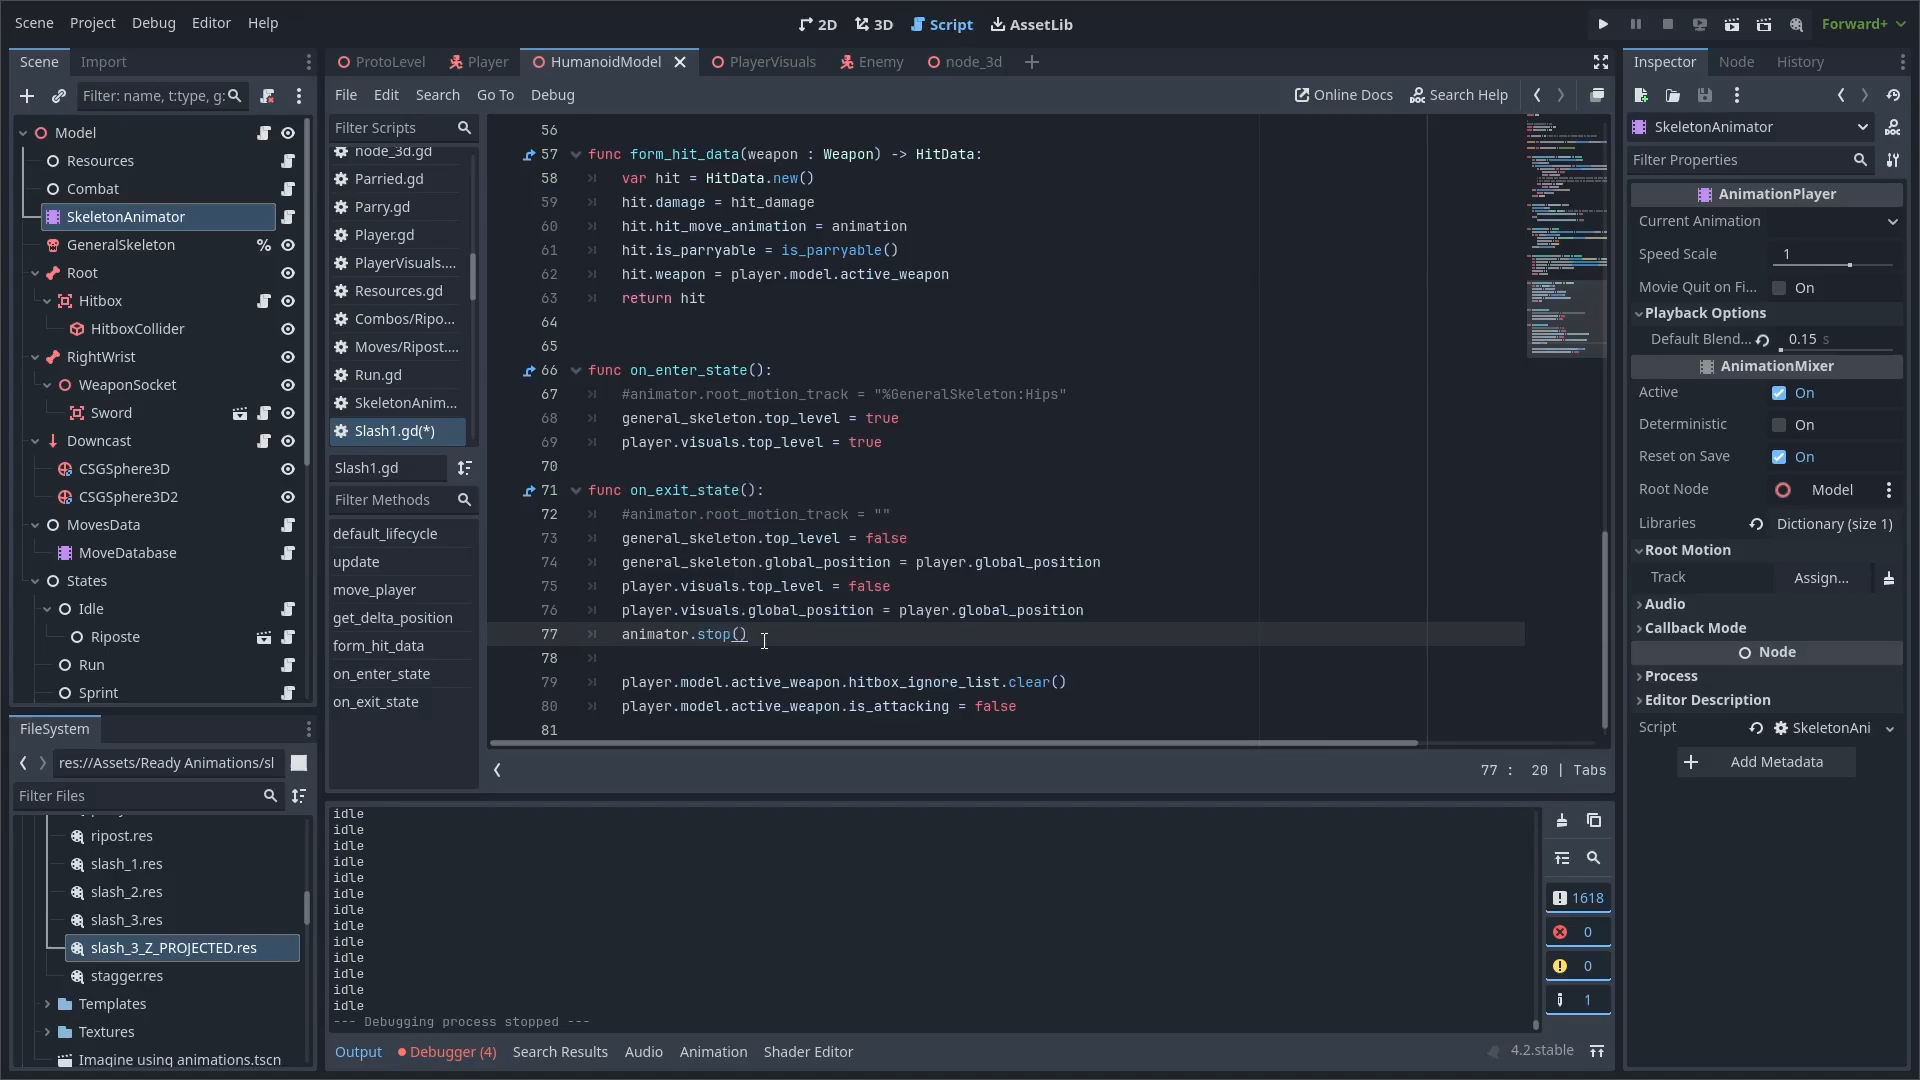 Scene Project Debug Editor Help
2D 3D Script AssetLib
Forward+
Scene Import
Filter: name, t:type, g:
Model
Resources
Combat
SkeletonAnimator
GeneralSkeleton %
Root
Hitbox
HitboxCollider
RightWrist
WeaponSocket
Sword
Downcast
CSGSphere3D
CSGSphere3D2
MovesData
MoveDatabase
States
Idle
Riposte
Run
Sprint
FileSystem
res://Assets/Ready Animations/sl
Filter Files
ripost.res
slash_1.res
slash_2.res
slash_3.res
slash_3_Z_PROJECTED.res
stagger.res
Templates
Textures
Imagine using animations.tscn
ProtoLevel Player HumanoidModel PlayerVisuals Enemy node_3d
File Edit Search Go To Debug
Online Docs Search Help
Filter Scripts
node_3d.gd
Parried.gd
Parry.gd
Player.gd
PlayerVisuals....
Resources.gd
Combos/Ripo...
Moves/Ripost....
Run.gd
SkeletonAnim...
Slash1.gd(*)
Slash1.gd
Filter Methods
default_lifecycle
update
move_player
get_delta_position
form_hit_data
on_enter_state
on_exit_state
56
57 func form_hit_data(weapon : Weapon) -> HitData:
58 var hit = HitData.new()
59 hit.damage = hit_damage
60 hit.hit_move_animation = animation
61 hit.is_parryable = is_parryable()
62 hit.weapon = player.model.active_weapon
63 return hit
64
65
66 func on_enter_state():
67 #animator.root_motion_track = "%GeneralSkeleton:Hips"
68 general_skeleton.top_level = true
69 player.visuals.top_level = true
70
71 func on_exit_state():
72 #animator.root_motion_track = ""
73 general_skeleton.top_level = false
74 general_skeleton.global_position = player.global_position
75 player.visuals.top_level = false
76 player.visuals.global_position = player.global_position
77 animator.stop()
78
79 player.model.active_weapon.hitbox_ignore_list.clear()
80 player.model.active_weapon.is_attacking = false
81
77 : 20 | Tabs
idle
idle
idle
idle
idle
idle
idle
idle
idle
idle
idle
idle
idle
--- Debugging process stopped ---
1618
0
0
1
Output Debugger (4) Search Results Audio Animation Shader Editor
4.2.stable
Inspector Node History
SkeletonAnimator
Filter Properties
AnimationPlayer
Current Animation
Speed Scale 1
Movie Quit on Fi... On
Playback Options
Default Blend... 0.15 s
AnimationMixer
Active On
Deterministic On
Reset on Save On
Root Node Model
Libraries Dictionary (size 1)
Root Motion
Track Assign...
Audio
Callback Mode
Node
Process
Editor Description
Script SkeletonAni
Add Metadata